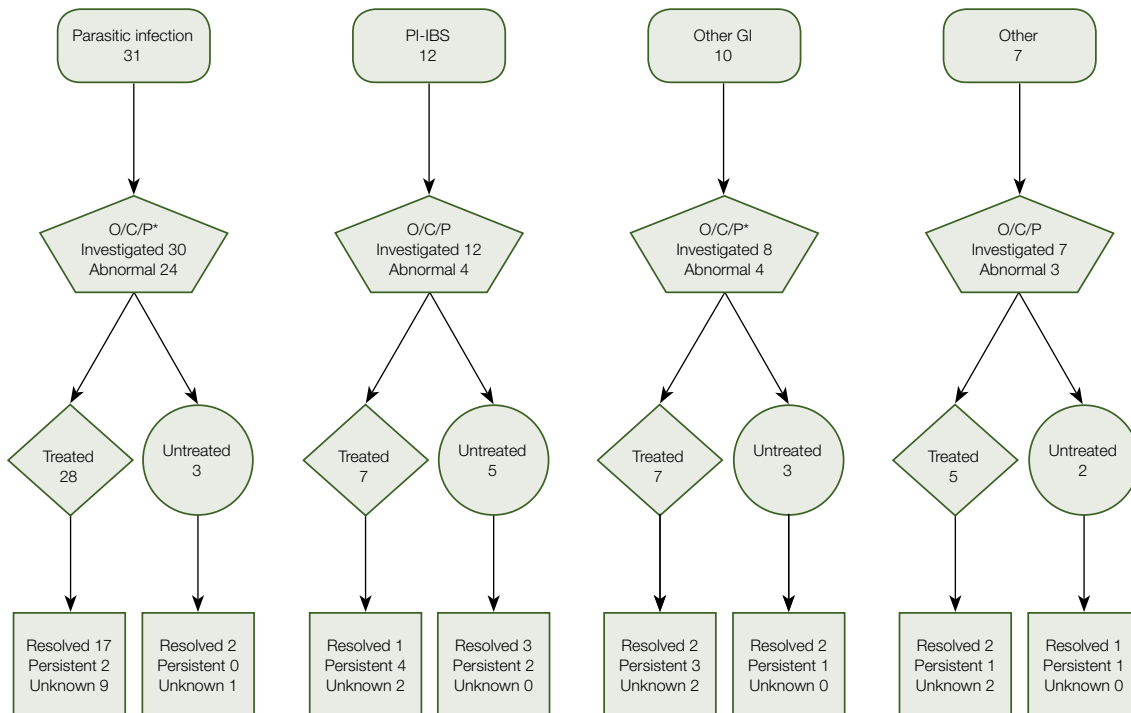 Parasitic infection
31
PI-IBS
12
Other GI
10
Other
7
O/C/P*
Investigated 30
Abnormal 24
O/C/P
Investigated 12
Abnormal 4
O/C/P*
Investigated 8
Abnormal 4
O/C/P
Investigated 7
Abnormal 3
Treated
28
Untreated
3
Treated
7
Untreated
5
Treated
7
Untreated
3
Treated
5
Untreated
2
Resolved 17
Persistent 2
Unknown 9
Resolved 2
Persistent 0
Unknown 1
Resolved 1
Persistent 4
Unknown 2
Resolved 3
Persistent 2
Unknown 0
Resolved 2
Persistent 3
Unknown 2
Resolved 2
Persistent 1
Unknown 0
Resolved 2
Persistent 1
Unknown 2
Resolved 1
Persistent 1
Unknown 0